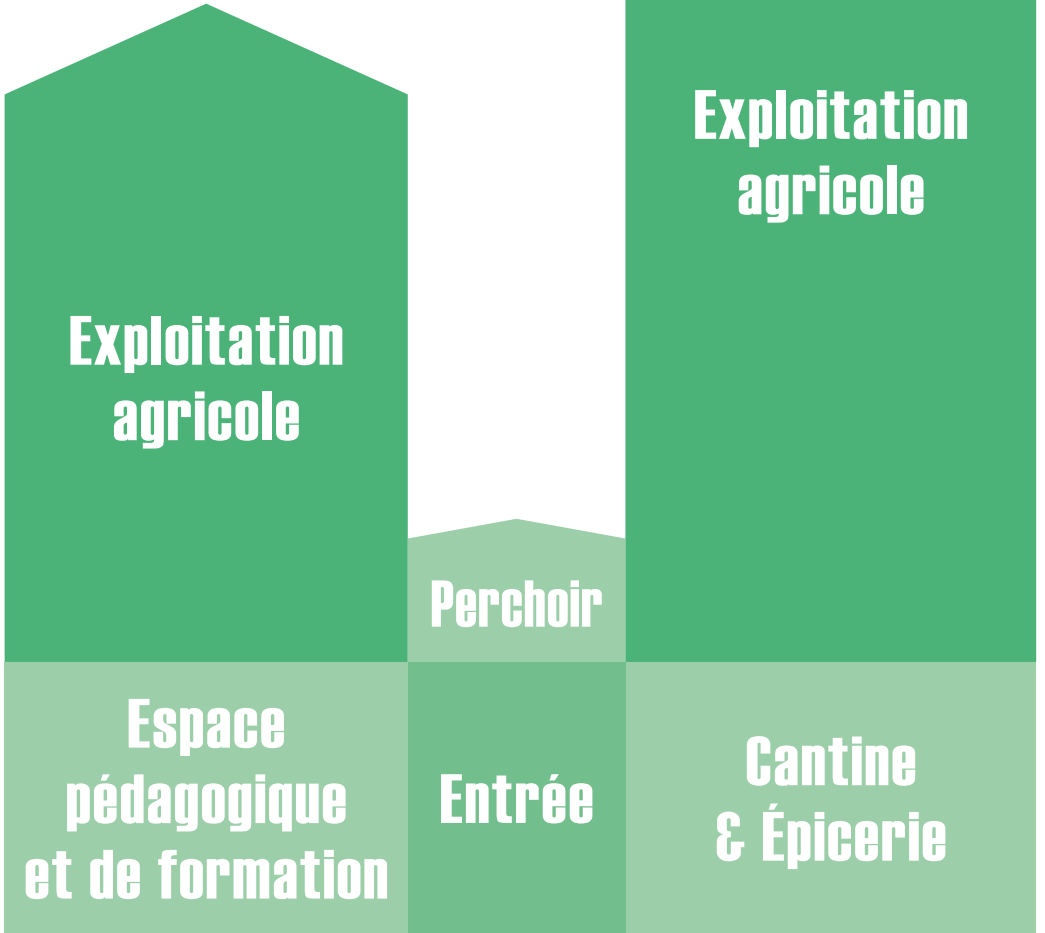 Exploitation
agricole
Exploitation
agricole
Perchoir
Espace
pédagogique
et de formation
Entrée
Cantine
& Épicerie